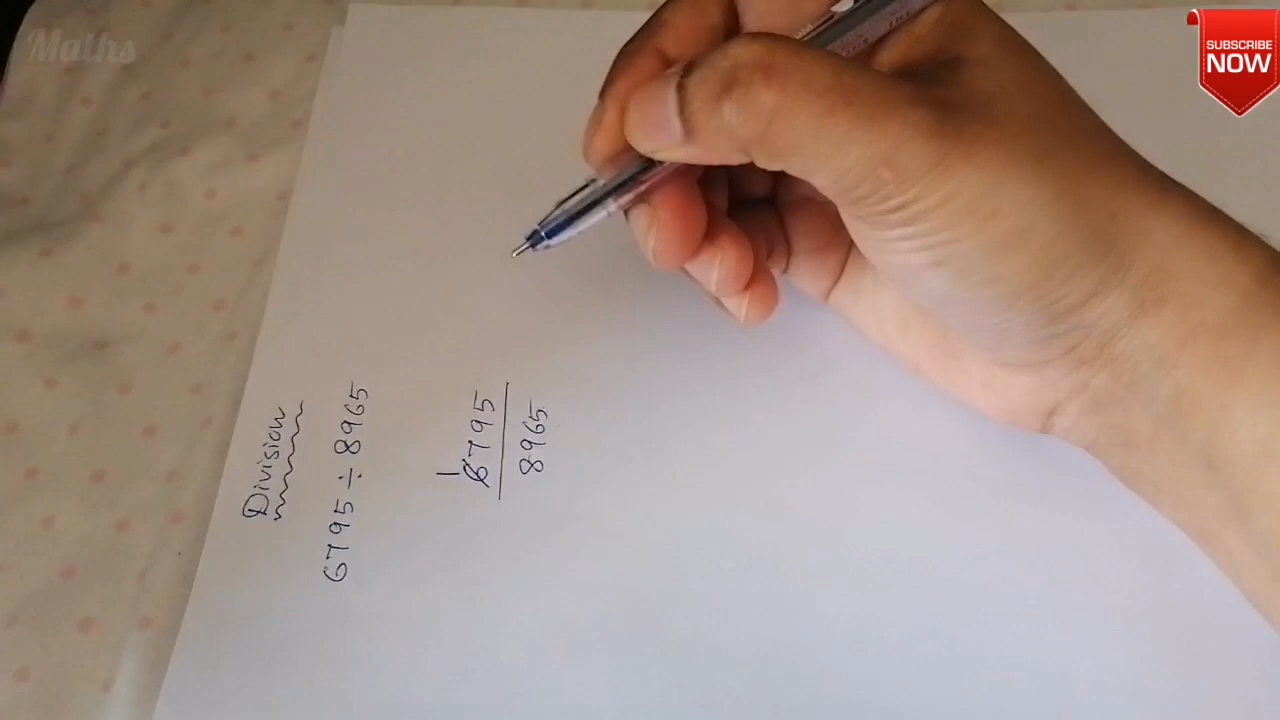 Maths
SUBSCRIBE
NOW
Division
6795 ÷ 8965
1
6795
8965